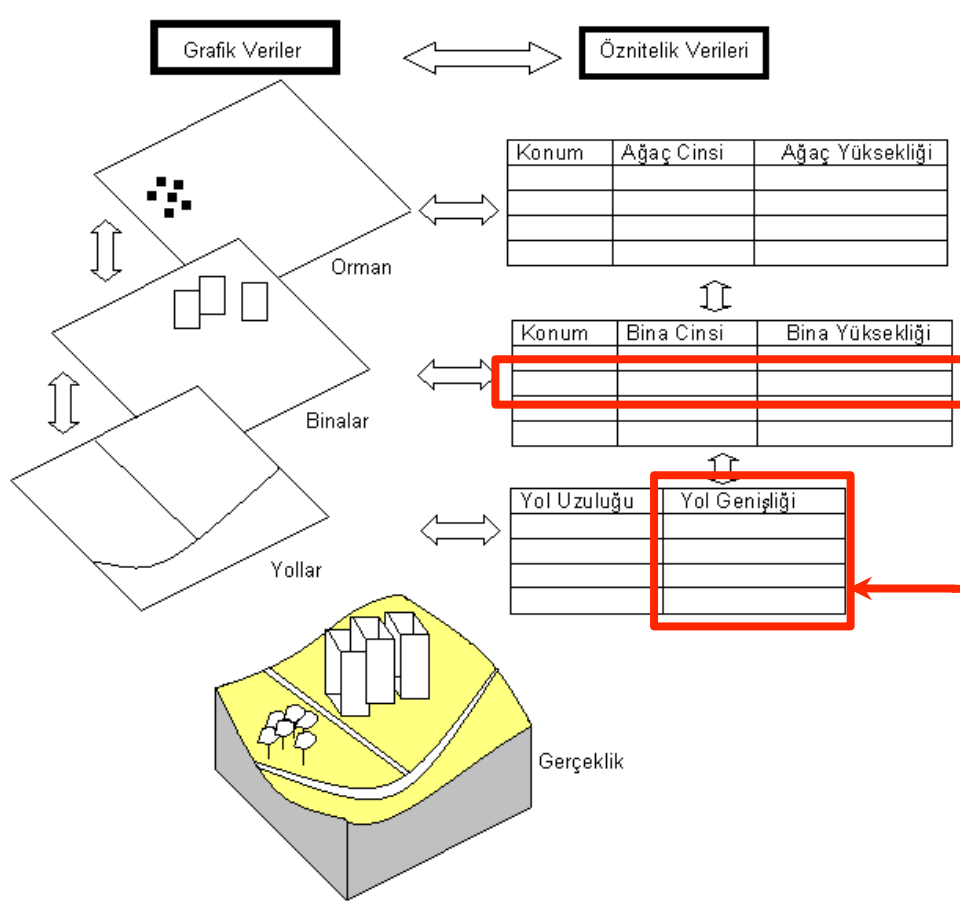 Grafik Veriler
Öznitelik Verileri
Konum Ağaç Cinsi Ağaç Yüksekliği
Orman
Konum Bina Cinsi Bina Yüksekliği
Binalar
Yol Uzuluğu Yol Genişliği
Yollar
Gerçeklik